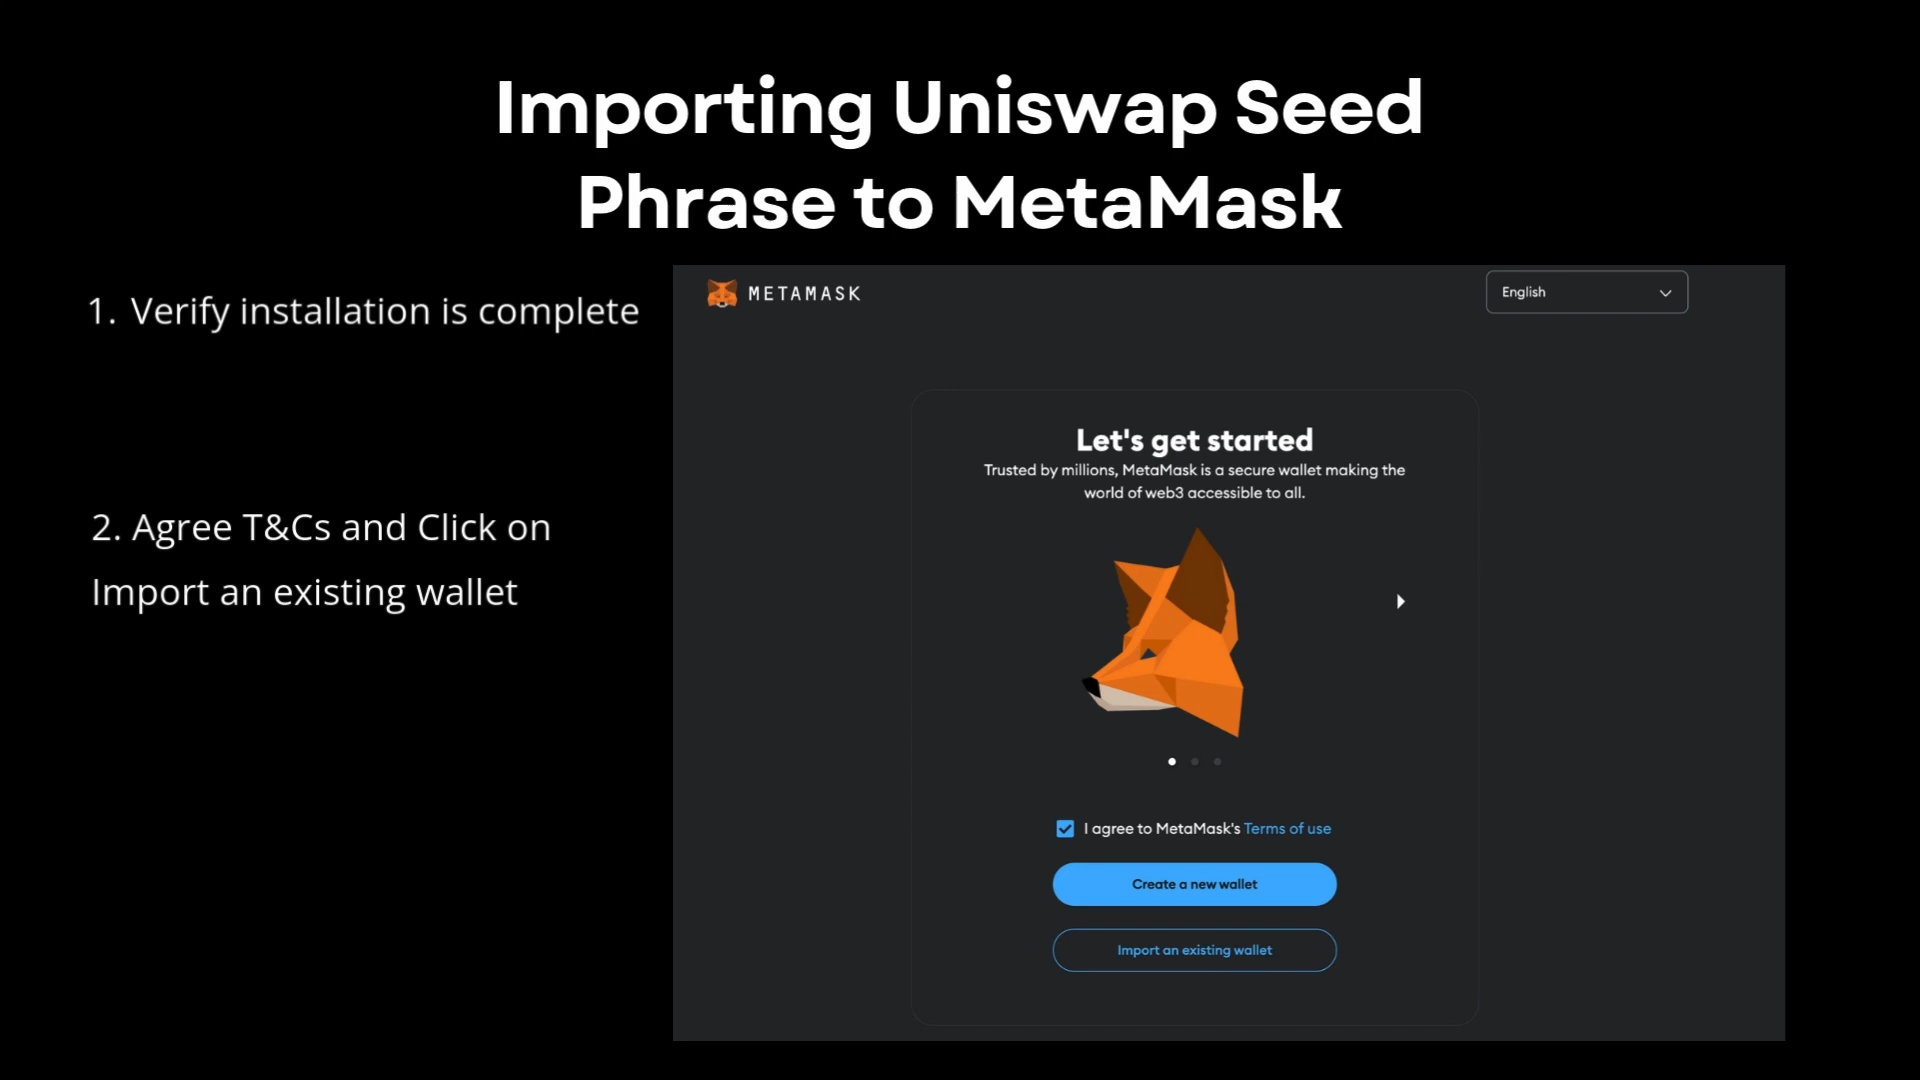 Importing Uniswap Seed
Phrase to MetaMask
1. Verify installation is complete
2. Agree T&Cs and Click on
Import an existing wallet
METAMASK
English
Let's get started
Trusted by millions, MetaMask is a secure wallet making the
world of web3 accessible to all.
I agree to MetaMask's Terms of use
Create a new wallet
Import an existing wallet